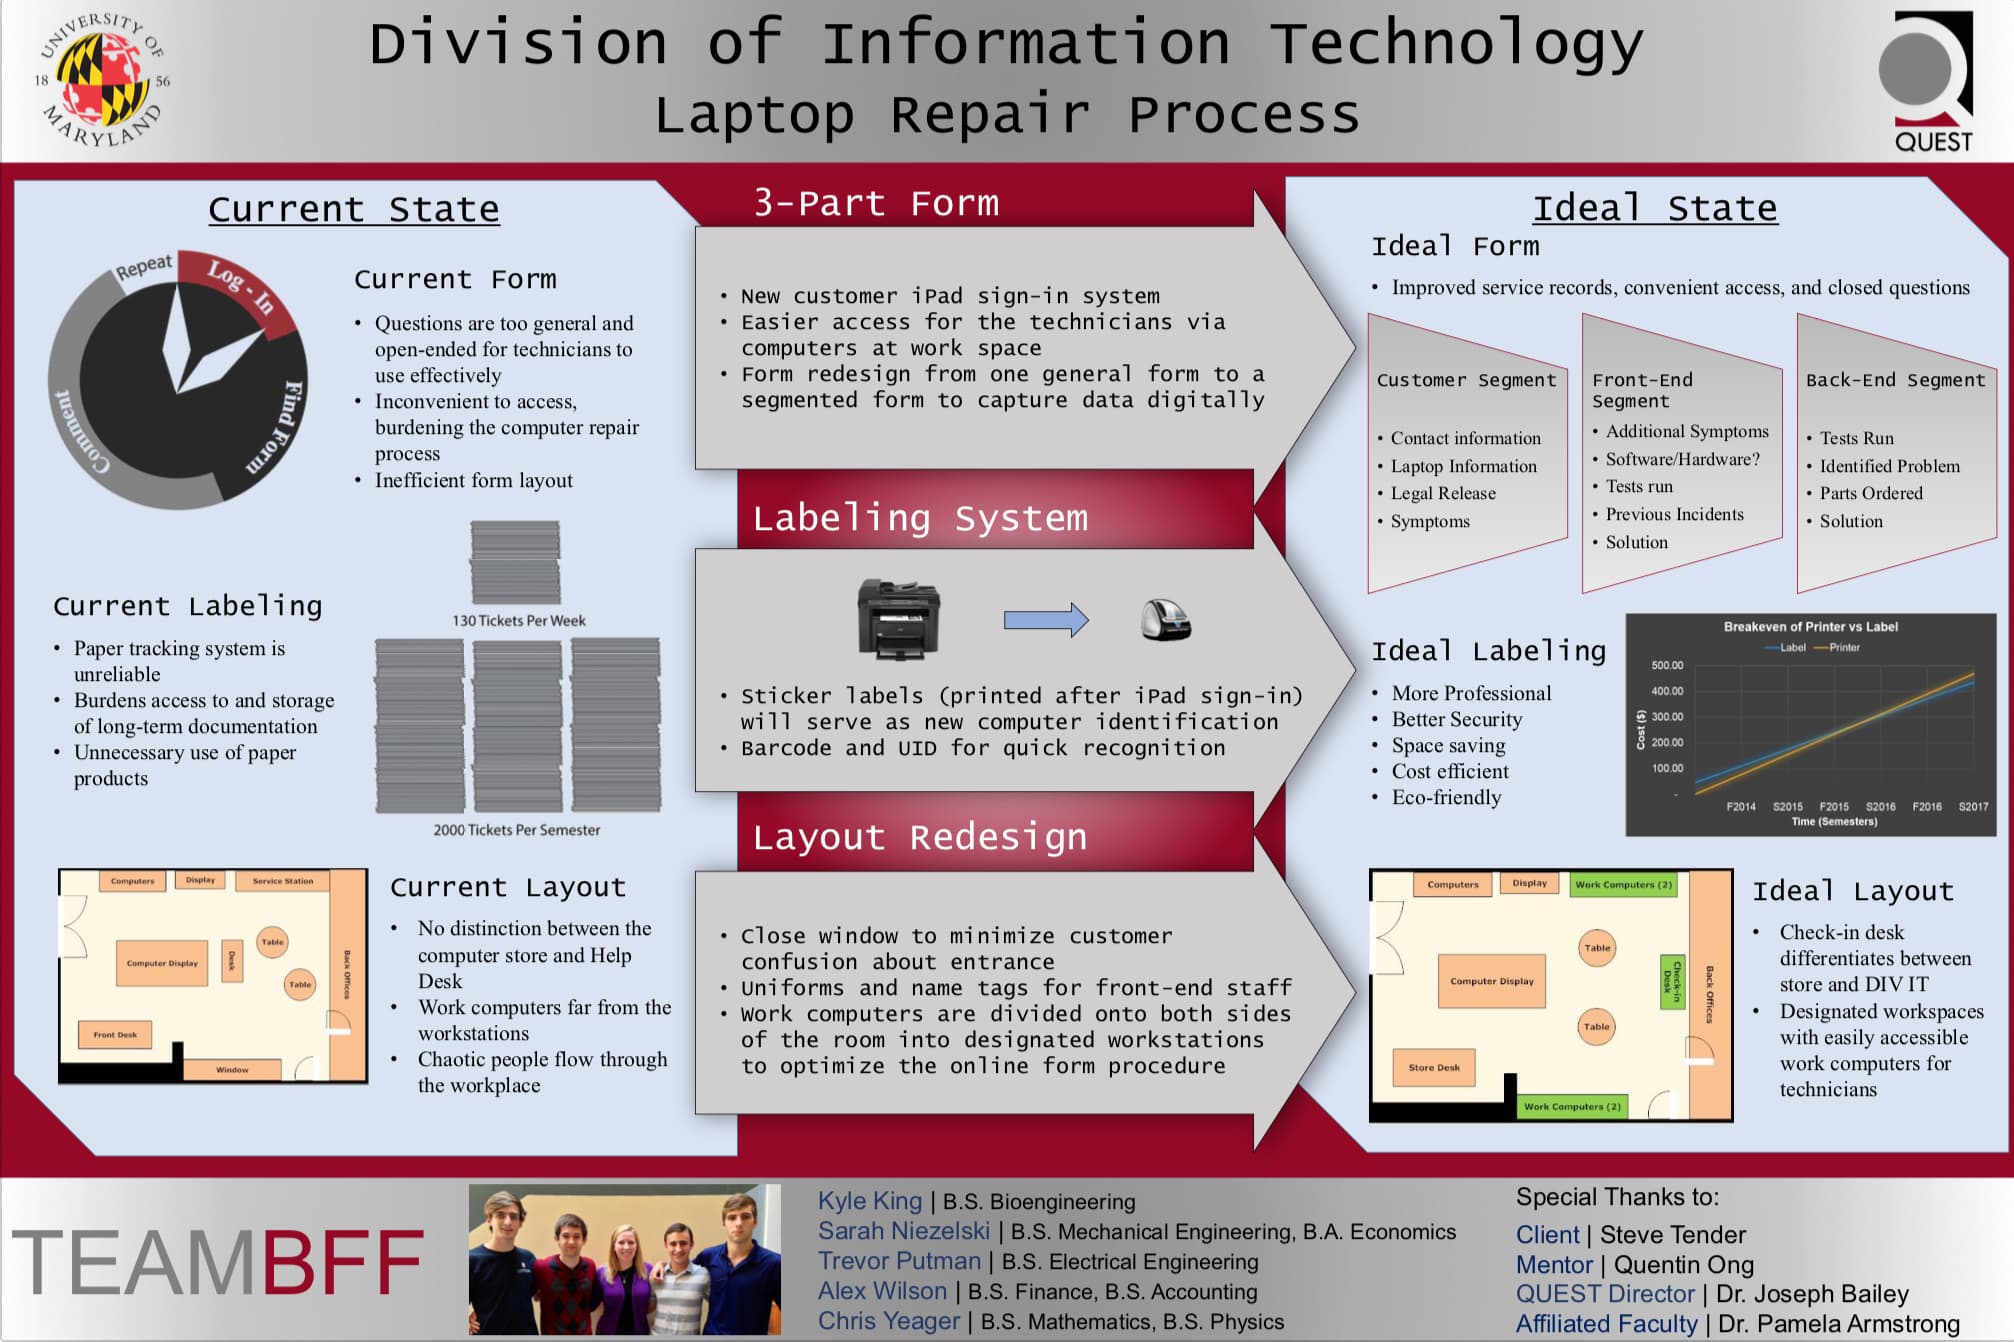 UNIVERSITY OF
18 56
MARYLAND
Division of Information Technology
Laptop Repair Process
QUEST
Current State
Repeat
Log - In
Find Form
Comment
Current Form
• Questions are too general and
open-ended for technicians to
use effectively
• Inconvenient to access,
burdening the computer repair
process
• Inefficient form layout
130 Tickets Per Week
Current Labeling
• Paper tracking system is
unreliable
• Burdens access to and storage
of long-term documentation
• Unnecessary use of paper
products
2000 Tickets Per Semester
Computers
Display
Service Station
Computer Display
Desk
Table
Table
Back Offices
Front Desk
Window
Current Layout
• No distinction between the
computer store and Help
Desk
• Work computers far from the
workstations
• Chaotic people flow through
the workplace
3-Part Form
• New customer iPad sign-in system
• Easier access for the technicians via
computers at work space
• Form redesign from one general form to a
segmented form to capture data digitally
Labeling System
• Sticker labels (printed after iPad sign-in)
will serve as new computer identification
• Barcode and UID for quick recognition
Layout Redesign
• Close window to minimize customer
confusion about entrance
• Uniforms and name tags for front-end staff
• Work computers are divided onto both sides
of the room into designated workstations
to optimize the online form procedure
Ideal State
Ideal Form
• Improved service records, convenient access, and closed questions
Customer Segment
• Contact information
• Laptop Information
• Legal Release
• Symptoms
Front-End
Segment
• Additional Symptoms
• Software/Hardware?
• Tests run
• Previous Incidents
• Solution
Back-End Segment
• Tests Run
• Identified Problem
• Parts Ordered
• Solution
Ideal Labeling
• More Professional
• Better Security
• Space saving
• Cost efficient
• Eco-friendly
Breakeven of Printer vs Label
Label Printer
500.00
400.00
300.00
200.00
100.00
-
Cost ($)
F2014 S2015 F2015 S2016 F2016 S2017
Time (Semesters)
Computers
Display
Work Computers (2)
Computer Display
Table
Table
Check-in
Desk
Back Offices
Store Desk
Work Computers (2)
Ideal Layout
• Check-in desk
differentiates between
store and DIV IT
• Designated workspaces
with easily accessible
work computers for
technicians
TEAMBFF
Kyle King | B.S. Bioengineering
Sarah Niezelski | B.S. Mechanical Engineering, B.A. Economics
Trevor Putman | B.S. Electrical Engineering
Alex Wilson | B.S. Finance, B.S. Accounting
Chris Yeager | B.S. Mathematics, B.S. Physics
Special Thanks to:
Client | Steve Tender
Mentor | Quentin Ong
QUEST Director | Dr. Joseph Bailey
Affiliated Faculty | Dr. Pamela Armstrong